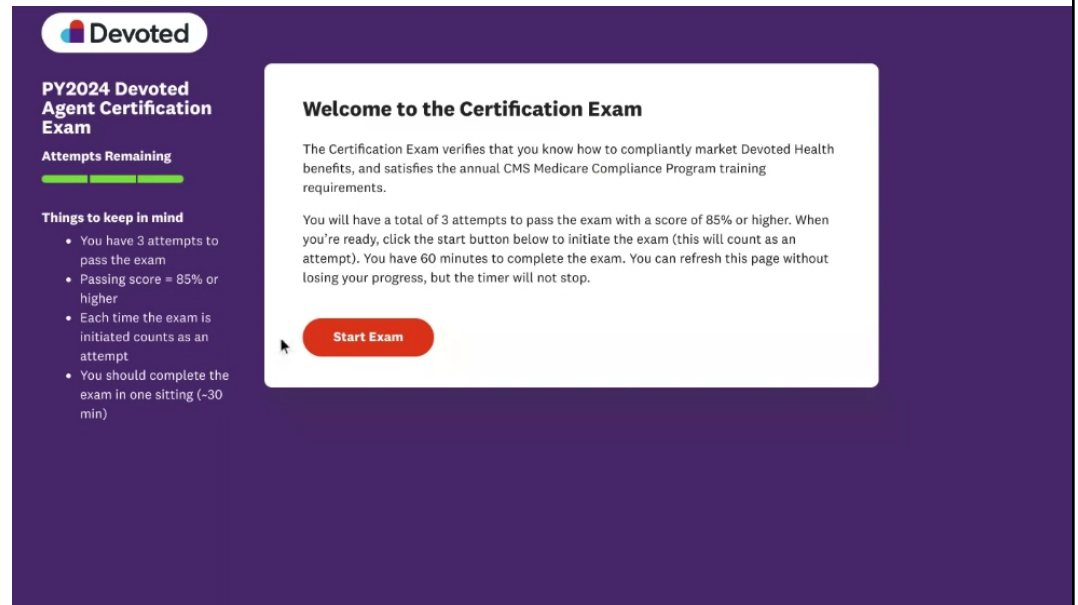 Devoted
PY2024 Devoted
Agent Certification
Exam
Attempts Remaining
Things to keep in mind
• You have 3 attempts to
pass the exam
• Passing score = 85% or
higher
• Each time the exam is
initiated counts as an
attempt
• You should complete the
exam in one sitting (~30
min)
Welcome to the Certification Exam
The Certification Exam verifies that you know how to compliantly market Devoted Health
benefits, and satisfies the annual CMS Medicare Compliance Program training
requirements.
You will have a total of 3 attempts to pass the exam with a score of 85% or higher. When
you're ready, click the start button below to initiate the exam (this will count as an
attempt). You have 60 minutes to complete the exam. You can refresh this page without
losing your progress, but the timer will not stop.
Start Exam